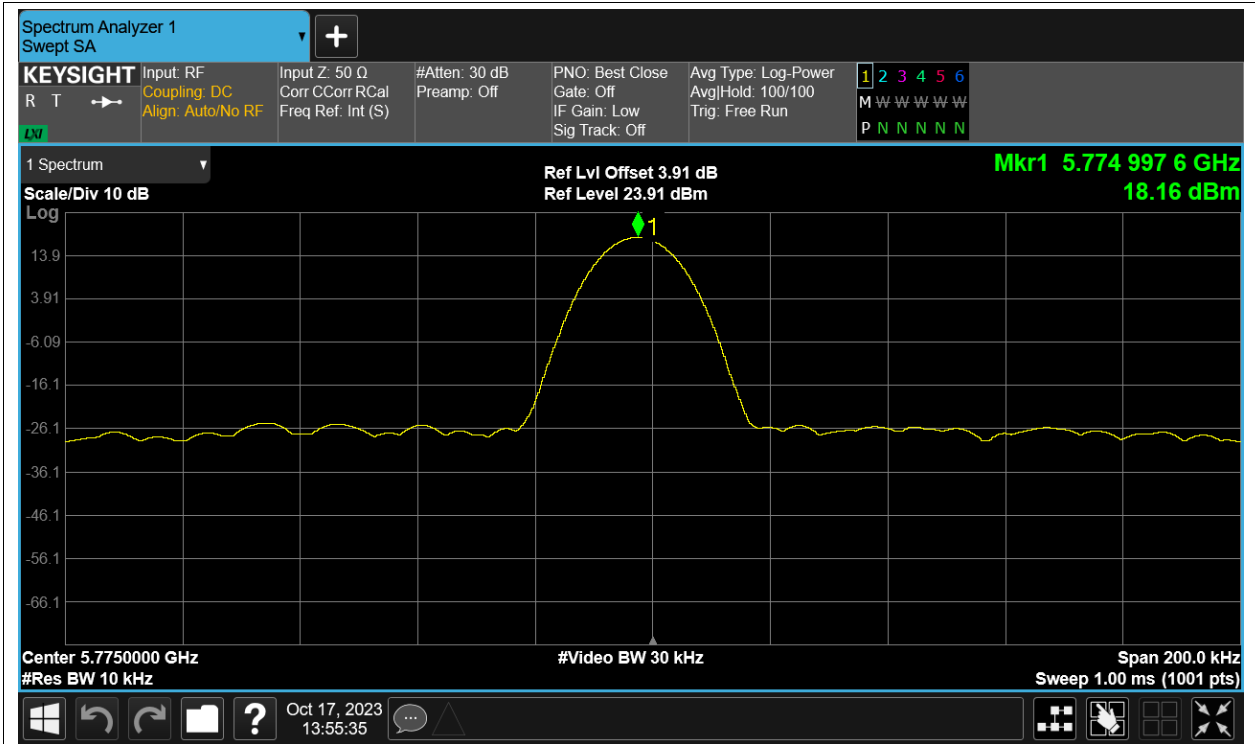 Spectrum Analyzer 1
Swept SA
KEYSIGHT
R T
LXI
Input: RF
Coupling: DC
Align: Auto/No RF
Input Z: 50 Ω
Corr CCorr RCal
Freq Ref: Int (S)
#Atten: 30 dB
Preamp: Off
PNO: Best Close
Gate: Off
IF Gain: Low
Sig Track: Off
Avg Type: Log-Power
Avg|Hold: 100/100
Trig: Free Run
1 2 3 4 5 6
M W W W W W
P N N N N N
1 Spectrum
Scale/Div 10 dB
Ref Lvl Offset 3.91 dB
Ref Level 23.91 dBm
Mkr1 5.774 997 6 GHz
18.16 dBm
Log
1
13.9
3.91
-6.09
-16.1
-26.1
-36.1
-46.1
-56.1
-66.1
Center 5.7750000 GHz
#Video BW 30 kHz
Span 200.0 kHz
#Res BW 10 kHz
Sweep 1.00 ms (1001 pts)
?
Oct 17, 2023
13:55:35